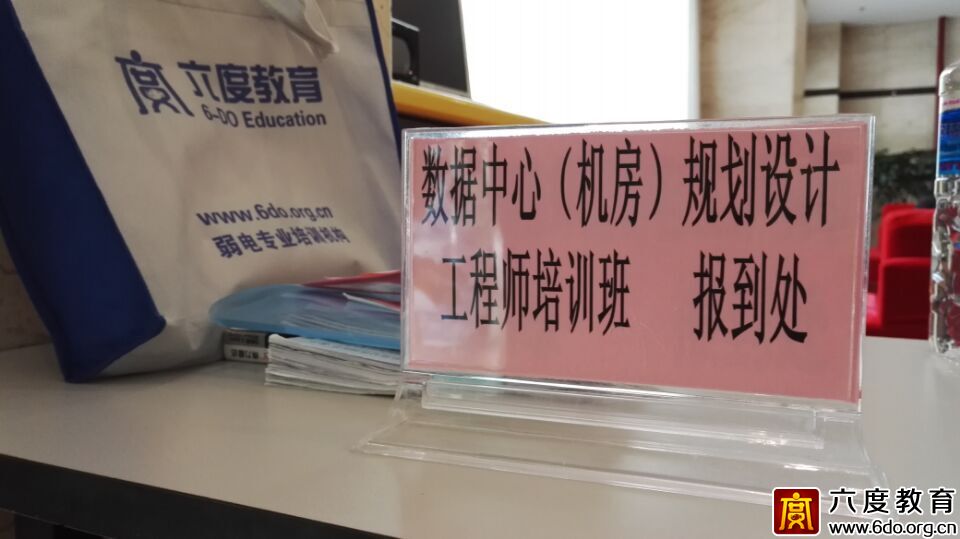 六度教育
6-DO Education
www.6do.org.cn
弱电专业培训机构
数据中心（机房）规划设计
工程师培训班 报到处
六度教育
www.6do.org.cn